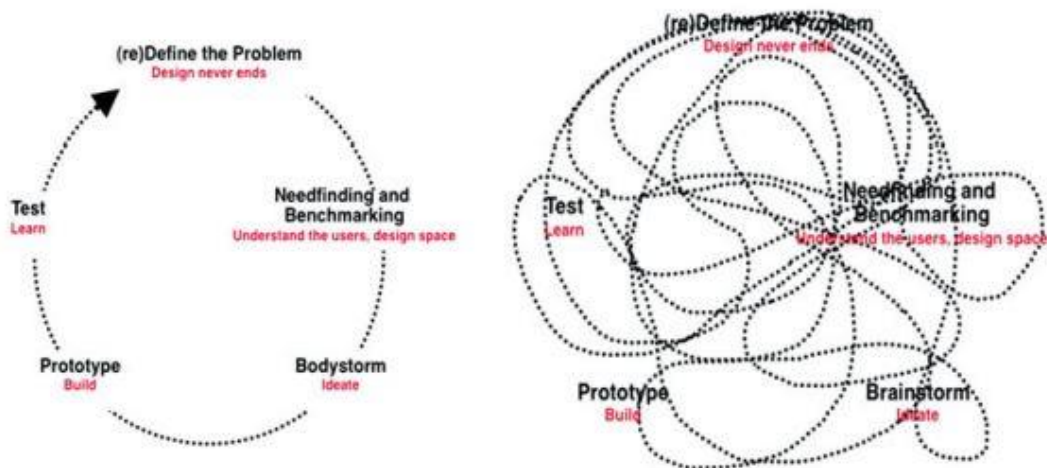 (re)Define the Problem
Design never ends
Needfinding and
Benchmarking
Understand the users, design space
Bodystorm
Ideate
Prototype
Build
Test
Learn
(re)Define the Problem
Design never ends
Needfinding and
Benchmarking
Understand the users, design space
Brainstorm
Ideate
Prototype
Build
Test
Learn